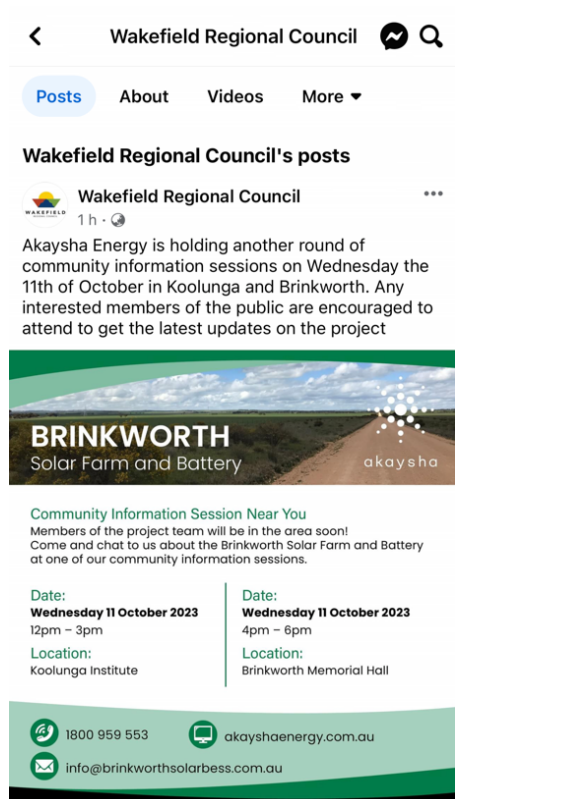 Wakefield Regional Council
Posts About Videos More
Wakefield Regional Council's posts
WAKEFIELD
Wakefield Regional Council
1 h ·
Akaysha Energy is holding another round of
community information sessions on Wednesday the
11th of October in Koolunga and Brinkworth. Any
interested members of the public are encouraged to
attend to get the latest updates on the project
BRINKWORTH
Solar Farm and Battery
akaysha
Community Information Session Near You
Members of the project team will be in the area soon!
Come and chat to us about the Brinkworth Solar Farm and Battery
at one of our community information sessions.
Date:
Wednesday 11 October 2023
12pm – 3pm
Location:
Koolunga Institute
Date:
Wednesday 11 October 2023
4pm – 6pm
Location:
Brinkworth Memorial Hall
1800 959 553
akayshaenergy.com.au
info@brinkworthsolarbess.com.au